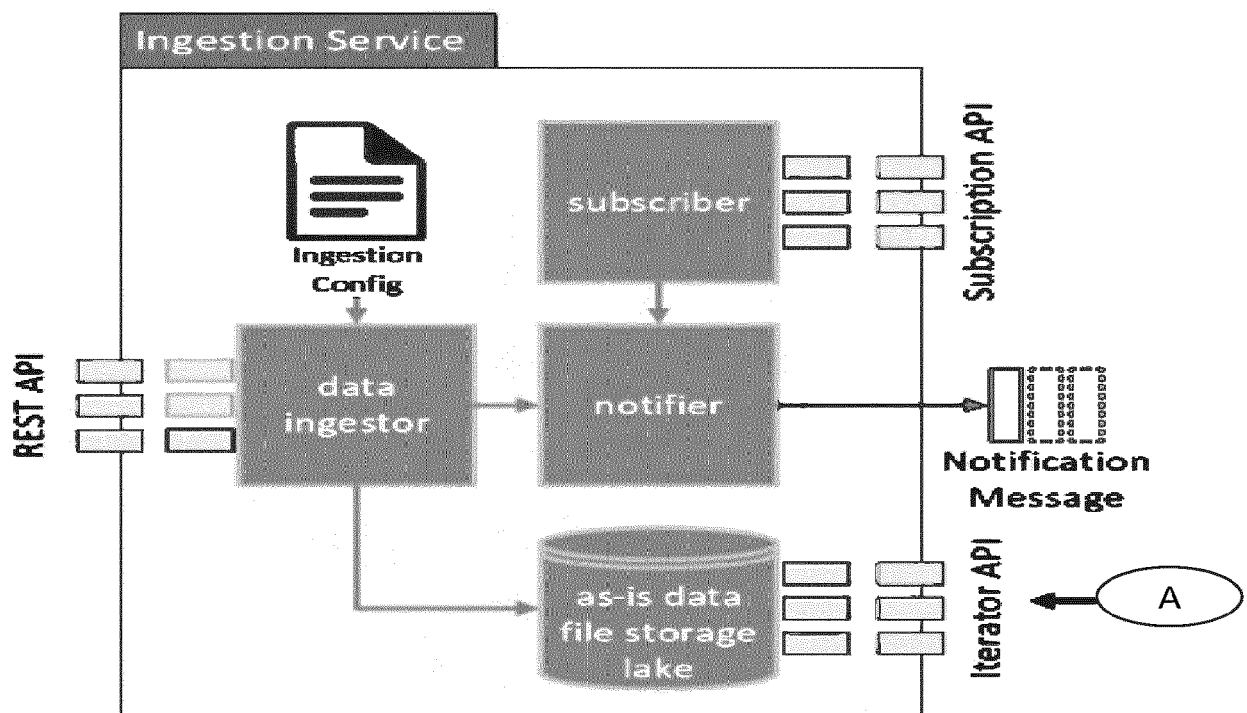 Ingestion Service
Ingestion
Config
subscriber
Subscription API
REST API
data
ingestor
notifier
Notification
Message
as-is data
file storage
lake
Iterator API
A